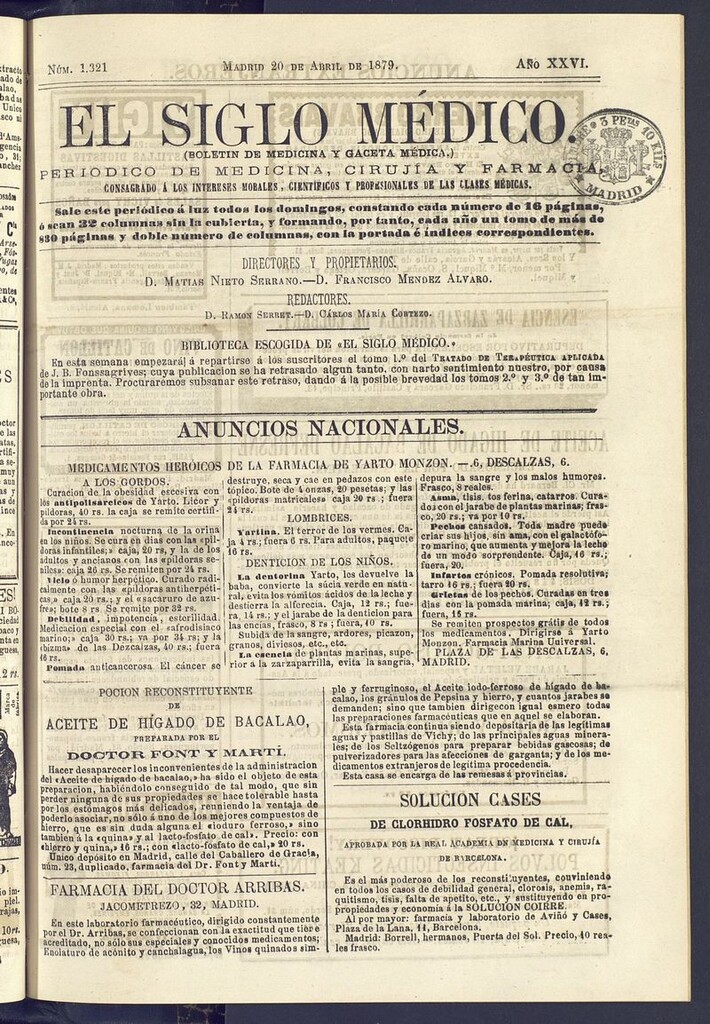 NÚM. 1.321
MADRID 20 DE ABRIL DE 1879.
AÑO XXVI.
EL SIGLO MÉDICO.
3 PETAS 10 KILS
MADRID
(BOLETIN DE MEDICINA Y GACETA MÉDICA.)
PERIODICO DE MEDICINA, CIRUJÍA Y FARMACIA,
CONSAGRADO Á LOS INTERESES MORALES, CIENTÍFICOS Y PROFESIONALES DE LAS CLASES MÉDICAS.
Sale este periódico á luz todos los domingos, constando cada número de 16 páginas,
ó sean 32 columnas sin la cubierta, y formando, por tanto, cada año un tomo de más de
830 páginas y doble número de columnas, con la portada é índices correspondientes.
DIRECTORES Y PROPIETARIOS.
D. MATIAS NIETO SERRANO.—D. FRANCISCO MENDEZ ALVARO.
REDACTORES.
D. RAMON SERRET.—D. CÁRLOS MARÍA CORTEZO.
BIBLIOTECA ESCOGIDA DE «EL SIGLO MÉDICO.»
En esta semana empezará á repartirse á los suscritores el tomo 1.º del TRATADO DE TERAPÉUTICA APLICADA
de J. B. Fonssagrives; cuya publicacion se ha retrasado algun tanto, con harto sentimiento nuestro, por causa
de la imprenta. Procuraremos subsanar este retraso, dando á la posible brevedad los tomos 2.º y 3.º de tan im-
portante obra.
ANUNCIOS NACIONALES.
MEDICAMENTOS HERÓICOS DE LA FARMACIA DE YARTO MONZON. —.6, DESCALZAS, 6.
A LOS GORDOS.
Curacion de la obesidad escesiva con
los antipolisarcios de Yarto. Licor y
píldoras, 40 rs. la caja se remite certifi-
da por 24 rs.
Incontinencia nocturna de la orina
en los niños. Se cura en dias con las «píl-
doras infantiles;» caja, 20 rs., y la de los
adultos y ancianos con las «píldoras se-
niles;» caja 26 rs. Se remiten por 24 rs.
Vicio ó humor herpético. Curado radi-
calmente con las «píldoras antiherpéti-
cas,» caja 20 rs.; y el «sacaruro de azu-
fre;» bote 8 rs. Se remite por 32 rs.
Debilidad, impotencia, esterilidad.
Medicacion especial con el «afrodisiaco
marino;» caja 30 rs.; va por 34 rs; y la
«bizma» de las Dezcalzas, 40 rs.; fuera
46 rs.
Pomada anticancerosa. El cáncer se
destruye, seca y cae en pedazos con este
tópico. Bote de 4 onzas, 20 pesetas; y las
«píldoras matricales» caja 20 rs.; fuera
24 rs.
LOMBRICES.
Yartina. El terror de los vermes. Ca-
ja 4 rs.; fuera 6 rs. Para adultos, paquete
16 rs.
DENTICION DE LOS NIÑOS.
La dentorina Yarto, les devuelve la
baba, convierte la súcia verde en natu-
ral, evita los vómitos ácidos de la leche y
destierra la alferecía. Caja, 12 rs.; fue-
ra, 14 rs.; y el jarabe de la denticion para
las encías, frasco, 8 rs; fuera, 10 rs.
Subida de la sangre, ardores, picazon,
granos, diviesos, etc., etc.
La esencia de plantas marinas, supe-
rior á la zarzaparrilla, evita la sangría,
depura la sangre y los malos humores.
Frasco, 8 reales.
Asma, tisis, tos ferina, catarros. Cura-
dos con el jarabe de plantas marinas; fras-
co, 20 rs.; va por 40 rs.
Pechos cansados. Toda madre puede
criar sus hijos, sin ama, con el galactófo-
ro marino, que aumenta y mejora la leche
de un modo sorprendente. Caja, 16 rs.;
fuera, 20.
Infartos crónicos. Pomada resolutiva;
tarro 16 rs., fuera 20 rs.
Grietas de los pechos. Curadas en tres
dias con la pomada marina; caja, 12 rs.;
fuera, 15 rs.
Se remiten prospectos grátis de todos
los medicamentos. Dirigirse á Yarto
Monzon. Farmacia Marina Universal.
PLAZA DE LAS DESCALZAS, 6,
MADRID.
POCION RECONSTITUYENTE
DE
ACEITE DE HÍGADO DE BACALAO,
PREPARADA POR EL
DOCTOR FONT Y MARTÍ.
Hacer desaparecer los inconvenientes de la administracion
del «Aceite de hígado de bacalao,» ha sido el objeto de esta
preparacion, habiéndolo conseguido de tal modo, que sin
perder ninguna de sus propiedades se hace tolerable hasta
por los estómagos más delicados, reuniendo la ventaja de
poderlo asociar, no sólo á uno de los mejores compuestos de
hierro, que es sin duda alguna el «ioduro ferroso,» sino
tambien á la «quina» y al «lacto-fosfato de cal». Precio: con
hierro y quina,» 16 rs.; con «lacto-fosfato de cal,» 20 rs.
Único depósito en Madrid, calle del Caballero de Gracia,
núm. 23, duplicado, farmacia del Dr. Font y Martí.
FARMACIA DEL DOCTOR ARRIBAS.
JACOMETREZO, 32, MADRID.
En este laboratorio farmacéutico, dirigido constantemente
por el Dr. Arribas, se confeccionan con la exactitud que tiene
acreditado, no sólo sus especiales y conocidos medicamentos;
Enolaturo de acónito y canchalagua, los Vinos quinados sim-
ple y ferruginoso, el Aceite iodo-ferroso de hígado de ba-
calao, los gránulos de Pepsina y hierro, y cuantos jarabes se
demanden; sino que tambien dirigecon igual esmero todas
las preparaciones farmacéuticas que en aquel se elaboran.
Esta farmacia continua siendo depositaria de las legítimas
aguas y pastillas de Vichy; de las principales aguas minera-
les; de los Seltzógenos para preparar bebidas gaseosas; de
pulverizadores para las afecciones de garganta; y de los me-
dicamentos extranjeros de legítima procedencia.
Esta casa se encarga de las remesas á provincias.
SOLUCION CASES
DE CLORHIDRO FOSFATO DE CAL,
APROBADA POR LA REAL ACADEMIA DE MEDICINA Y CIRUJÍA
DE BARCELONA.
Es el más poderoso de los reconstituyentes, conviniendo
en todos los casos de debilidad general, clorosis, anemia, ra-
quitismo, tisis, falta de apetito, etc., y sustituyendo en pro-
propiedades y economía á la SOLUCION COIERE.
Al por mayor: farmacia y laboratorio de Aviñó y Cases,
Plaza de la Lana, 11, Barcelona.
Madrid: Borrell, hermanos, Puerta del Sol. Precio, 10 rea-
les frasco.